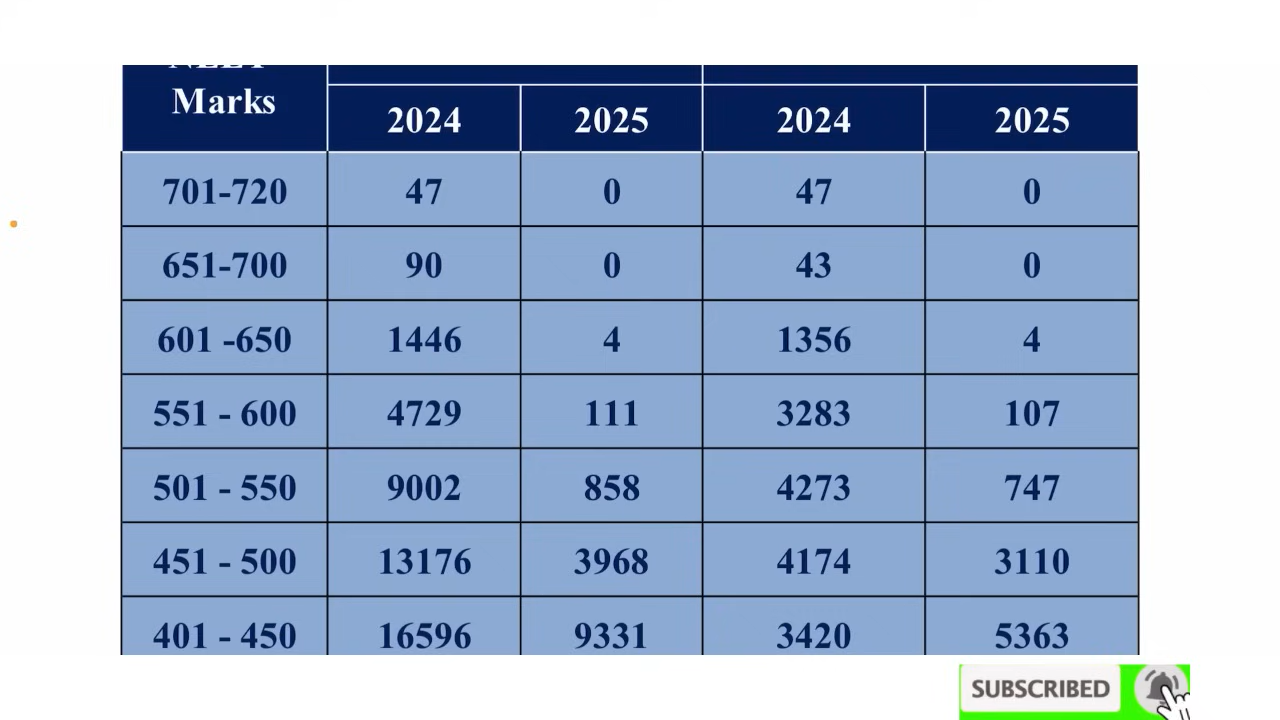 Marks
2024 2025 2024 2025
701-720 47 0 47 0
651-700 90 0 43 0
601 -650 1446 4 1356 4
551 - 600 4729 111 3283 107
501 - 550 9002 858 4273 747
451 - 500 13176 3968 4174 3110
401 - 450 16596 9331 3420 5363
SUBSCRIBED